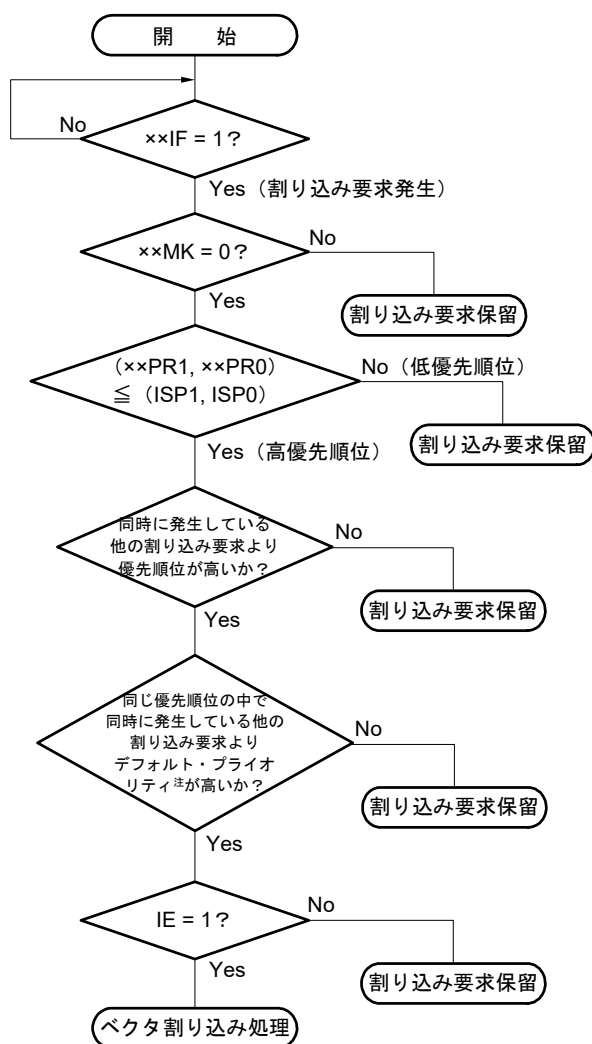 開　　始
No
××IF = 1？
Yes（割り込み要求発生）
××MK = 0？
No
Yes
割り込み要求保留
（××PR1, ××PR0）
≦（ISP1, ISP0）
No（低優先順位）
割り込み要求保留
Yes（高優先順位）
同時に発生している
他の割り込み要求より
優先順位が高いか？
No
割り込み要求保留
Yes
同じ優先順位の中で
同時に発生している他の
割り込み要求より
デフォルト・プライオ
リティ注が高いか？
No
割り込み要求保留
Yes
IE = 1？
No
割り込み要求保留
Yes
ベクタ割り込み処理